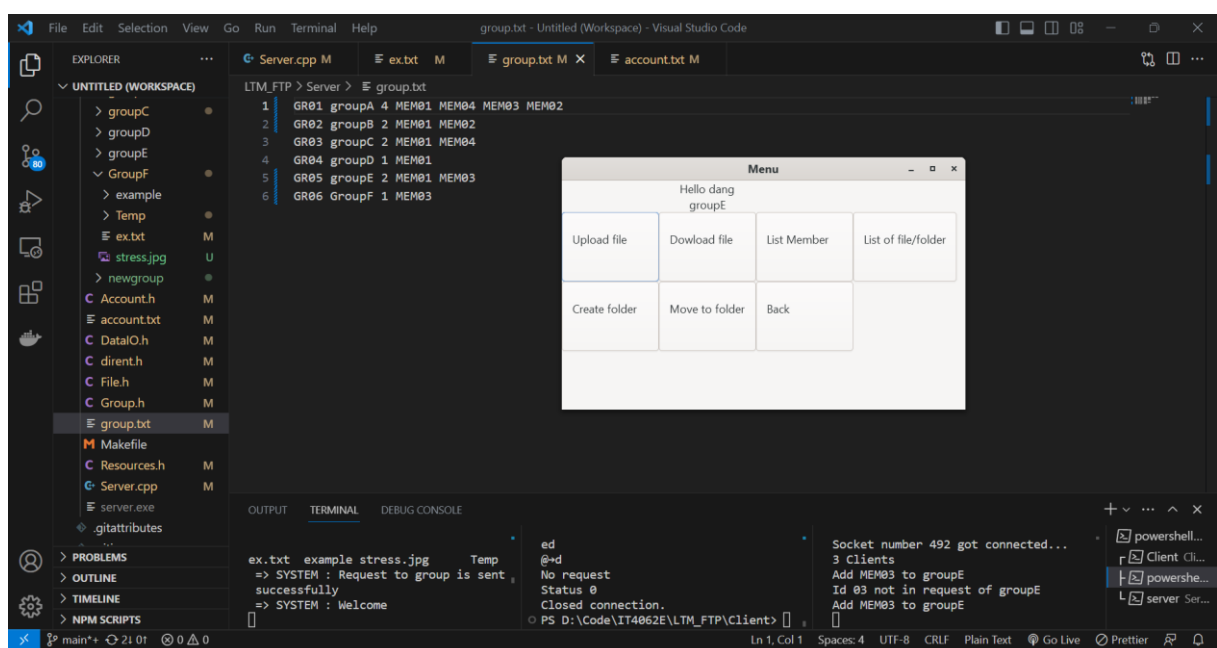 File Edit Selection View Go Run Terminal Help group.txt - Untitled (Workspace) - Visual Studio Code
EXPLORER
UNTITLED (WORKSPACE)
groupC
groupD
groupE
GroupF
example
Temp
ex.txt M
stress.jpg U
newgroup
Account.h M
account.txt M
DataIO.h M
dirent.h M
File.h M
Group.h M
group.txt M
Makefile
Resources.h M
Server.cpp M
server.exe
.gitattributes
PROBLEMS
OUTLINE
TIMELINE
NPM SCRIPTS
80
Server.cpp M ex.txt M group.txt M account.txt M
LTM_FTP > Server > group.txt
1 GR01 groupA 4 MEM01 MEM04 MEM03 MEM02
2 GR02 groupB 2 MEM01 MEM02
3 GR03 groupC 2 MEM01 MEM04
4 GR04 groupD 1 MEM01
5 GR05 groupE 2 MEM01 MEM03
6 GR06 GroupF 1 MEM03
Menu
Hello dang
groupE
Upload file Dowload file List Member List of file/folder
Create folder Move to folder Back
OUTPUT TERMINAL DEBUG CONSOLE
ex.txt example stress.jpg Temp
=> SYSTEM : Request to group is sent
successfully
=> SYSTEM : Welcome
ed
@→d
No request
Status 0
Closed connection.
PS D:\Code\IT4062E\LTM_FTP\Client>
Socket number 492 got connected...
3 Clients
Add MEM03 to groupE
Id 03 not in request of groupE
Add MEM03 to groupE
powershell...
Client Cli...
powershe...
server Ser...
main*+ 2↓ 0↑ 0 0 Ln 1, Col 1 Spaces: 4 UTF-8 CRLF Plain Text Go Live Prettier